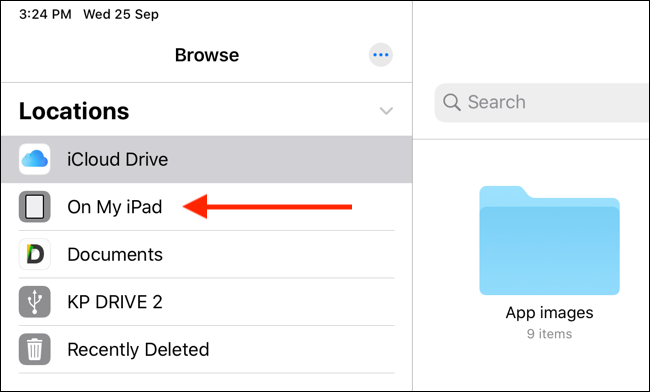 3:24 PM Wed 25 Sep
Browse
Locations
Search
iCloud Drive
On My iPad
Documents
KP DRIVE 2
Recently Deleted
App images
9 items